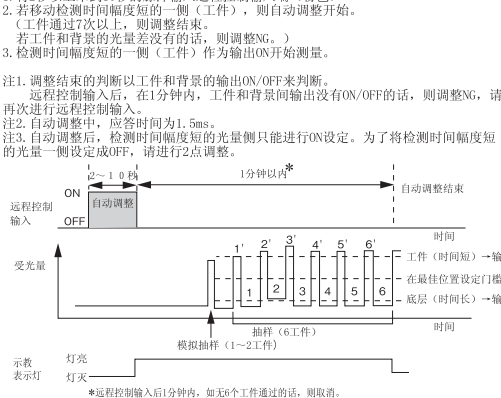 2.若移动检测时间幅度短的一侧（工件），则自动调整开始。
（工件通过7次以上，则调整结束。
若工件和背景的光量差没有的话，则调整NG。）
3.检测时间幅度短的一侧（工件）作为输出ON开始测量。
注1.调整结束的判断以工件和背景的输出ON/OFF来判断。
远程控制输入后，在1分钟内，工件和背景间输出没有ON/OFF的话，则调整NG，请
再次进行远程控制输入。
注2.自动调整中，应答时间为1.5ms。
注3.自动调整后，检测时间幅度短的光量侧只能进行ON设定。为了将检测时间幅度短
的光量一侧设定成OFF，请进行2点调整。
2～10秒
1分钟以内*
自动调整结束
ON
自动调整
远程控制
输入
OFF
时间
受光量
1' 2' 3' 4' 5' 6'
工件（时间短）→输
在最佳位置设定门槛
1 2 3 4 5 6
底层（时间长）→输
时间
抽样（6工件）
模拟抽样（1～2工件）
示教
表示灯
灯亮
灯灭
*远程控制输入后1分钟内，如无6个工件通过的话，则取消。